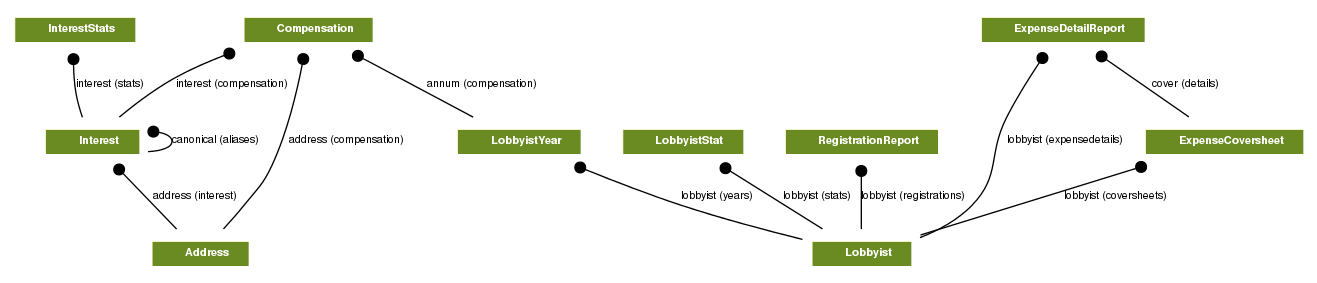 InterestStats
Compensation
ExpenseDetailReport
interest (stats)
interest (compensation)
annum (compensation)
cover (details)
Interest
canonical (aliases)
address (compensation)
LobbyistYear
LobbyistStat
RegistrationReport
lobbyist (expensedetails)
ExpenseCoversheet
address (interest)
lobbyist (years)
lobbyist (stats)
lobbyist (registrations)
lobbyist (coversheets)
Address
Lobbyist